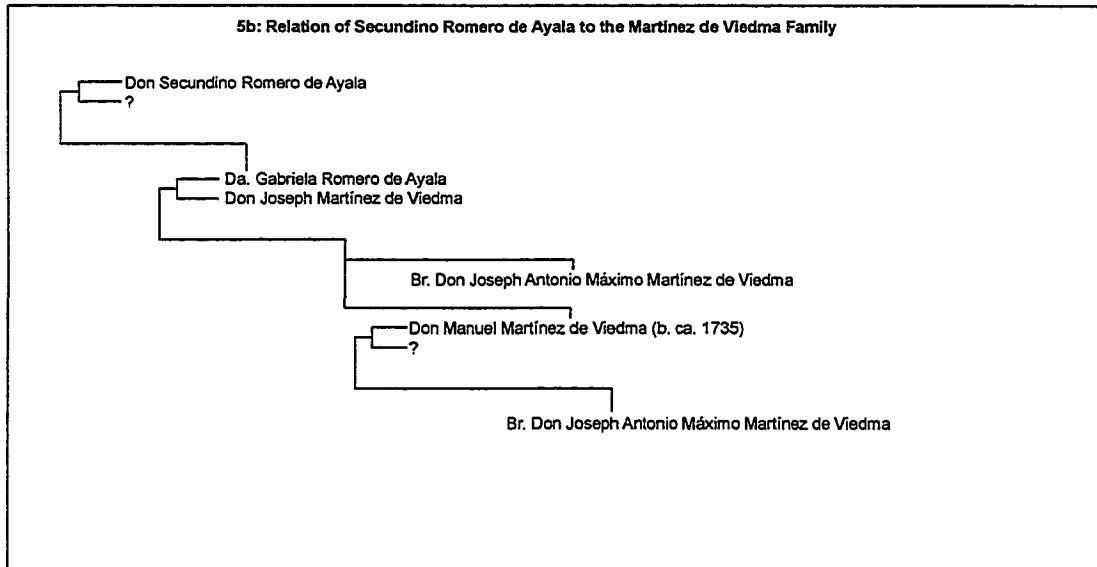 5b: Relation of Secundino Romero de Ayala to the Martínez de Viedma Family
Don Secundino Romero de Ayala
?
Da. Gabriela Romero de Ayala
Don Joseph Martínez de Viedma
Br. Don Joseph Antonio Máximo Martínez de Viedma
Don Manuel Martínez de Viedma (b. ca. 1735)
?
Br. Don Joseph Antonio Máximo Martínez de Viedma